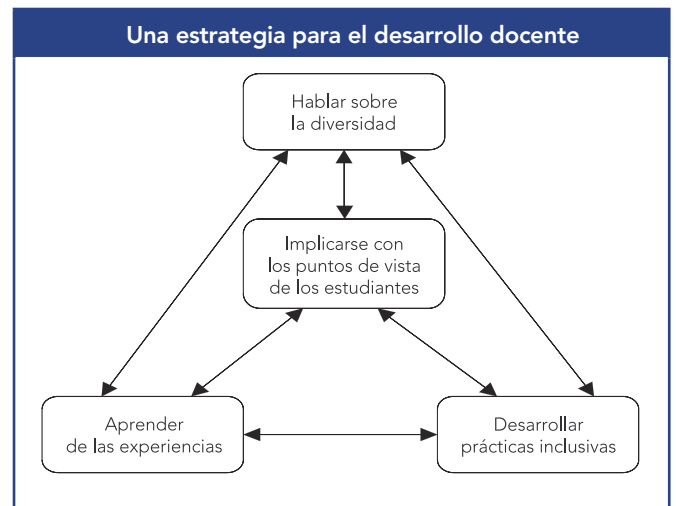 Una estrategia para el desarrollo docente
Hablar sobre
la diversidad
Implicarse con
los puntos de vista
de los estudiantes
Aprender
de las experiencias
Desarrollar
prácticas inclusivas